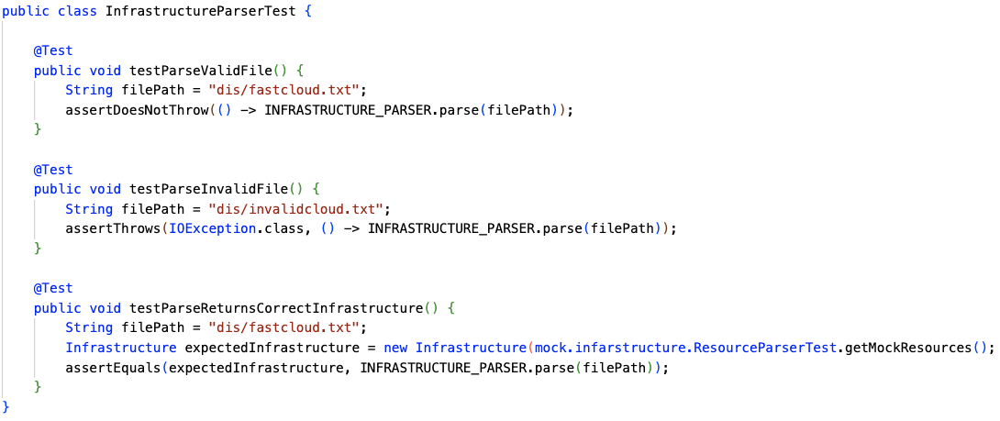 public class InfrastructureParserTest {
@Test
public void testParseValidFile() {
String filePath = "dis/fastcloud.txt";
assertDoesNotThrow(() -> INFRASTRUCTURE_PARSER.parse(filePath));
}
@Test
public void testParseInvalidFile() {
String filePath = "dis/invalidcloud.txt";
assertThrows(IOException.class, () -> INFRASTRUCTURE_PARSER.parse(filePath));
}
@Test
public void testParseReturnsCorrectInfrastructure() {
String filePath = "dis/fastcloud.txt";
Infrastructure expectedInfrastructure = new Infrastructure(mock.infarstructure.ResourceParserTest.getMockResources();
assertEquals(expectedInfrastructure, INFRASTRUCTURE_PARSER.parse(filePath));
}
}